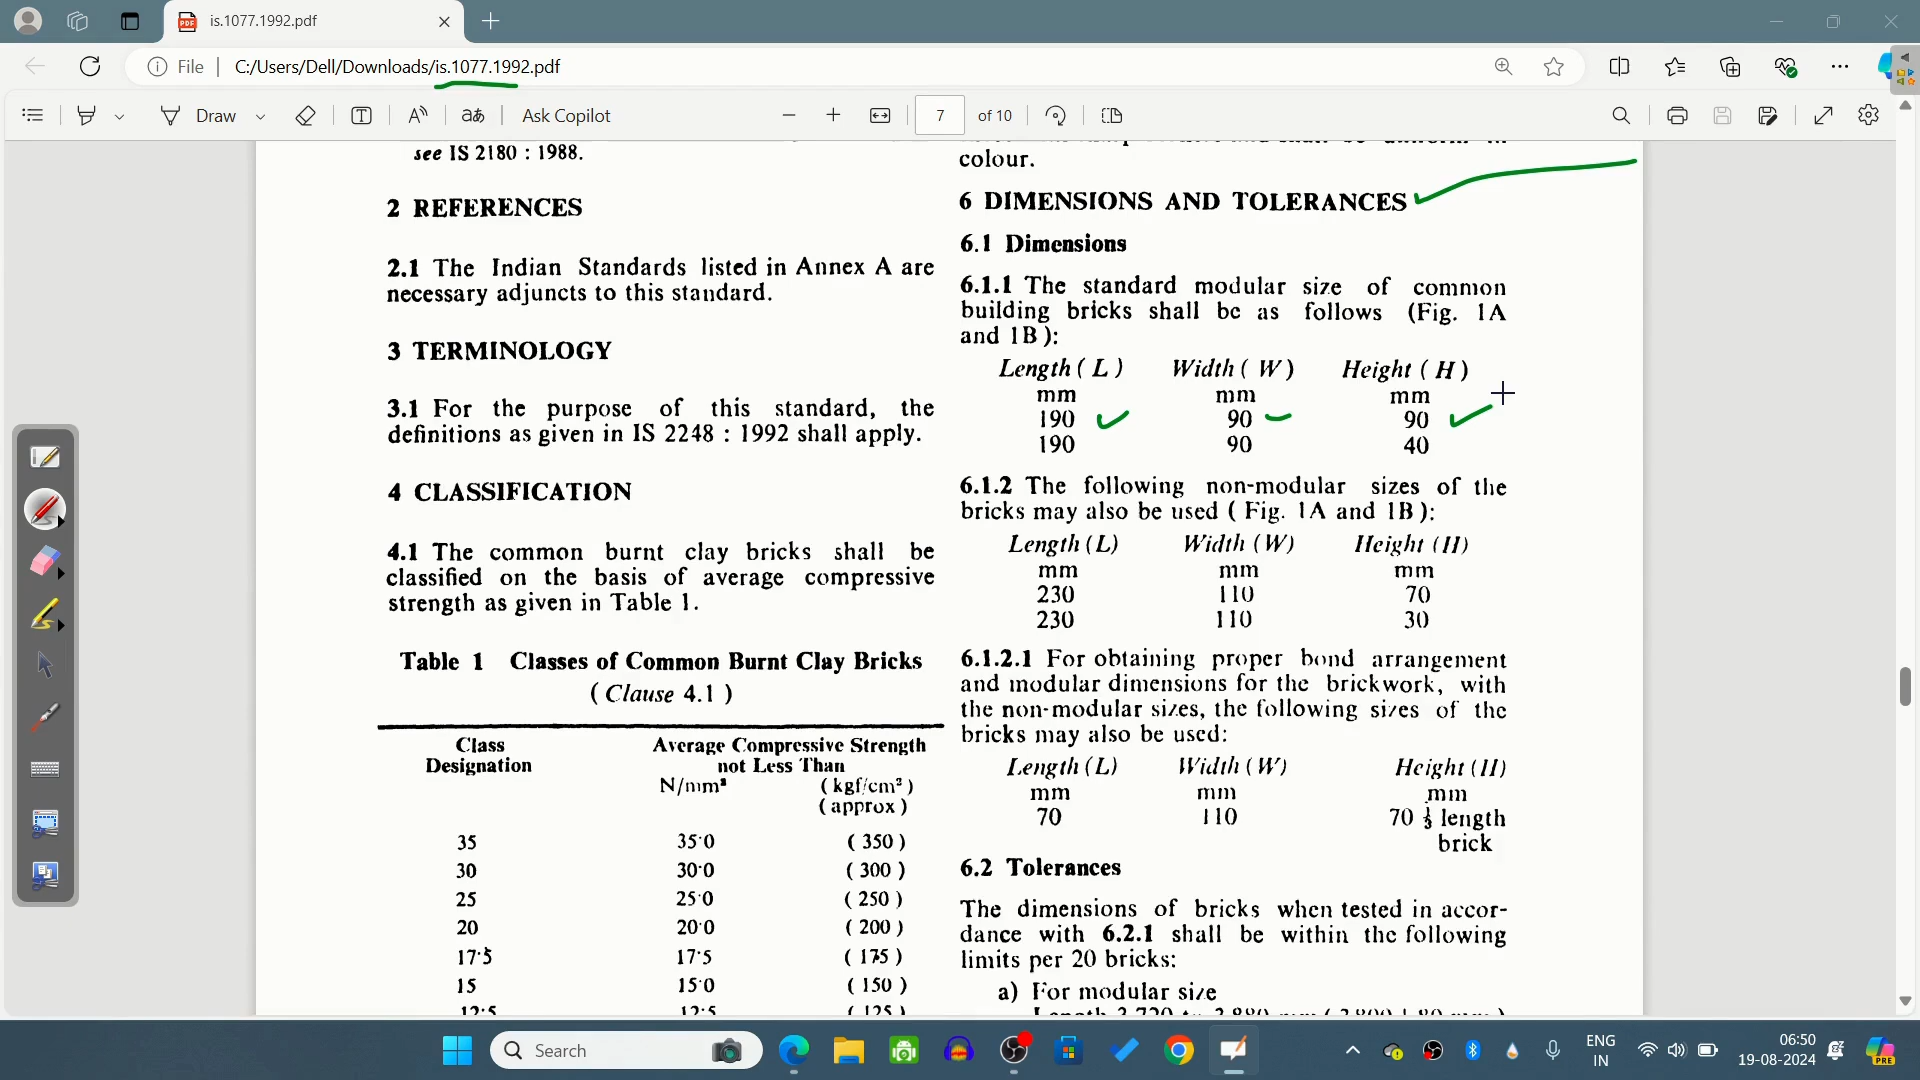 is.1077.1992.pdf
File
C:/Users/Dell/Downloads/is.1077.1992.pdf
Draw
Ask Copilot
7 of 10
see IS 2180 : 1988.
2 REFERENCES
2.1 The Indian Standards listed in Annex A are
necessary adjuncts to this standard.
3 TERMINOLOGY
3.1 For the purpose of this standard, the
definitions as given in IS 2248 : 1992 shall apply.
4 CLASSIFICATION
4.1 The common burnt clay bricks shall be
classified on the basis of average compressive
strength as given in Table 1.
Table 1 Classes of Common Burnt Clay Bricks
( Clause 4.1 )
Class Designation
Average Compressive Strength
not Less Than
N/mm² ( kgf/cm² )
( approx )
35 35·0 ( 350 )
30 30·0 ( 300 )
25 25·0 ( 250 )
20 20·0 ( 200 )
17·5 17·5 ( 175 )
15 15·0 ( 150 )
12·5 12·5 ( 125 )
colour.
6 DIMENSIONS AND TOLERANCES
6.1 Dimensions
6.1.1 The standard modular size of common
building bricks shall be as follows (Fig. 1A
and 1B ):
Length ( L ) Width ( W ) Height ( H )
mm mm mm
190 90 90
190 90 40
6.1.2 The following non-modular sizes of the
bricks may also be used ( Fig. 1A and 1B ):
Length (L) Width (W) Height (H)
mm mm mm
230 110 70
230 110 30
6.1.2.1 For obtaining proper bond arrangement
and modular dimensions for the brickwork, with
the non-modular sizes, the following sizes of the
bricks may also be used:
Length (L) Width (W) Height (H)
mm mm mm
70 110 70 ⅓ length
brick
6.2 Tolerances
The dimensions of bricks when tested in accor-
dance with 6.2.1 shall be within the following
limits per 20 bricks:
a) For modular size
Search
ENG
IN
06:50
19-08-2024
PRE